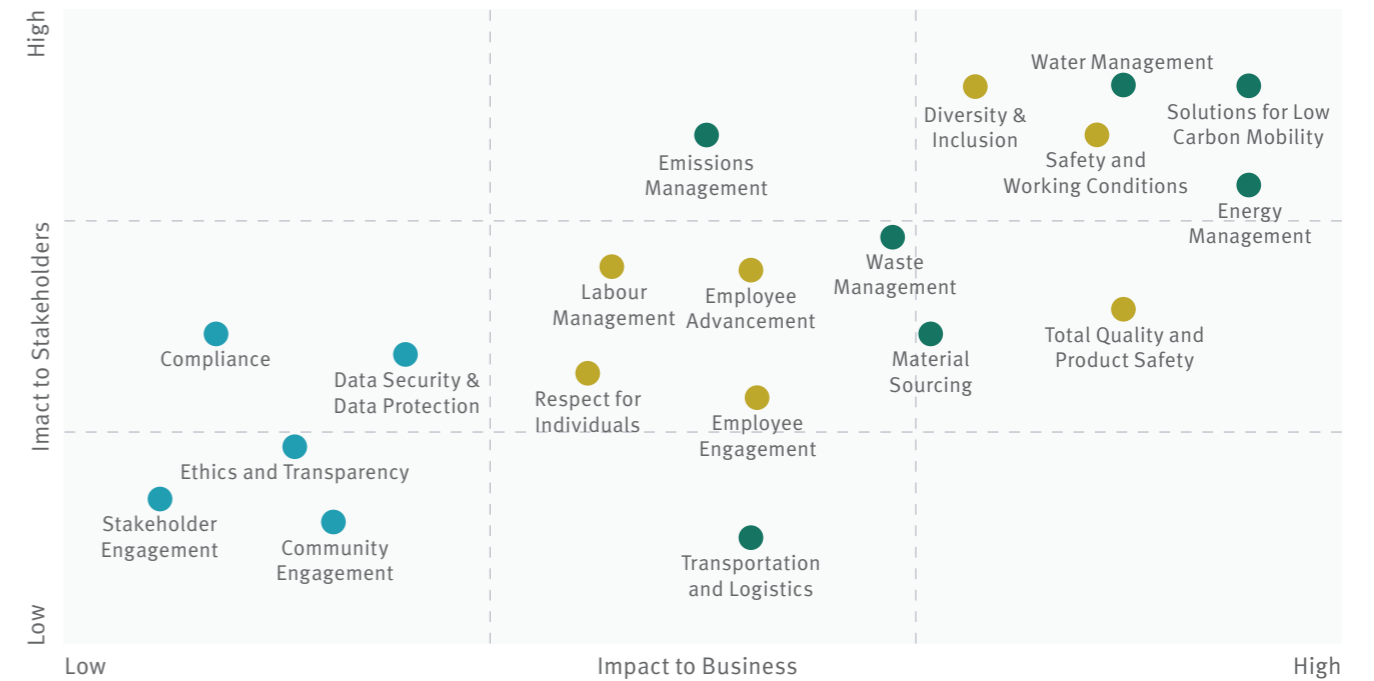 High
Imapct to Stakeholders
Low
Water Management
Diversity &
Inclusion
Solutions for Low
Carbon Mobility
Safety and
Working Conditions
Emissions
Management
Energy
Management
Waste
Management
Labour
Management
Employee
Advancement
Total Quality and
Product Safety
Compliance
Material
Sourcing
Data Security &
Data Protection
Respect for
Individuals
Employee
Engagement
Ethics and Transparency
Stakeholder
Engagement
Community
Engagement
Transportation
and Logistics
Low
Impact to Business
High